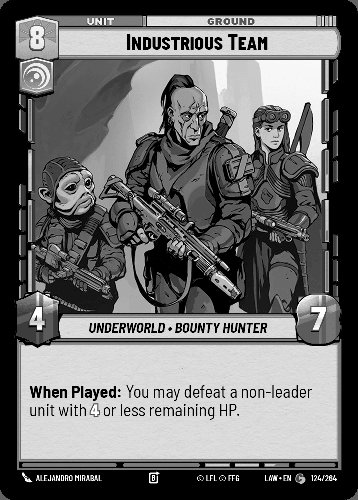 UNIT
GROUND
8
INDUSTRIOUS TEAM
4
UNDERWORLD • BOUNTY HUNTER
7
When Played: You may defeat a non-leader
unit with 4 or less remaining HP.
ALEJANDRO MIRABAL
© LFL © FFG
LAW • EN
124/264